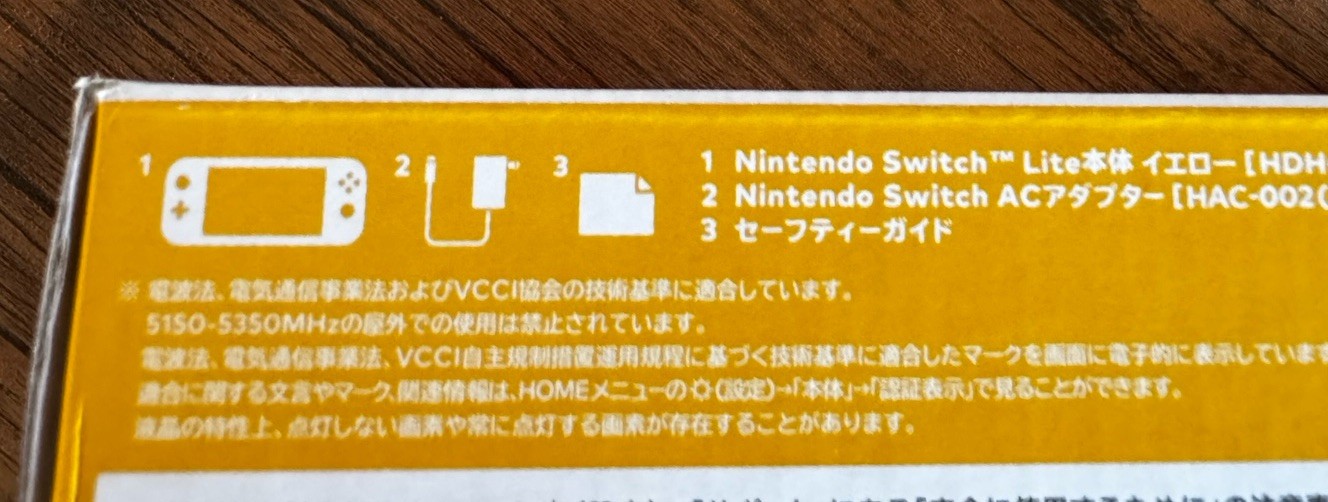 1
2
3
1 Nintendo Switch™ Lite本体 イエロー [HDH
2 Nintendo Switch ACアダプター [HAC-002(
3 セーフティーガイド
※ 電波法、電気通信事業法およびVCCI協会の技術基準に適合しています。
5150-5350MHzの屋外での使用は禁止されています。
電波法、電気通信事業法、VCCI自主規制措置運用規程に基づく技術基準に適合したマークを画面に電子的に表示しています
適合に関する文言やマーク、関連情報は、HOMEメニューの(設定)→「本体」→「認証表示」で見ることができます。
液晶の特性上、点灯しない画素や常に点灯する画素が存在することがあります。